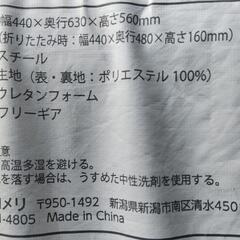 幅440×奥行630×高さ560mm
(折りたたみ時：幅440×奥行480×高さ160mm)
スチール
生地（表・裏地：ポリエステル 100%）
ウレタンフォーム
フリーギア
意
高温多湿を避ける。
を落す場合は、うすめた中性洗剤を使用する。
メリ 〒950-1492 新潟県新潟市南区清水450
-4805 Made in China